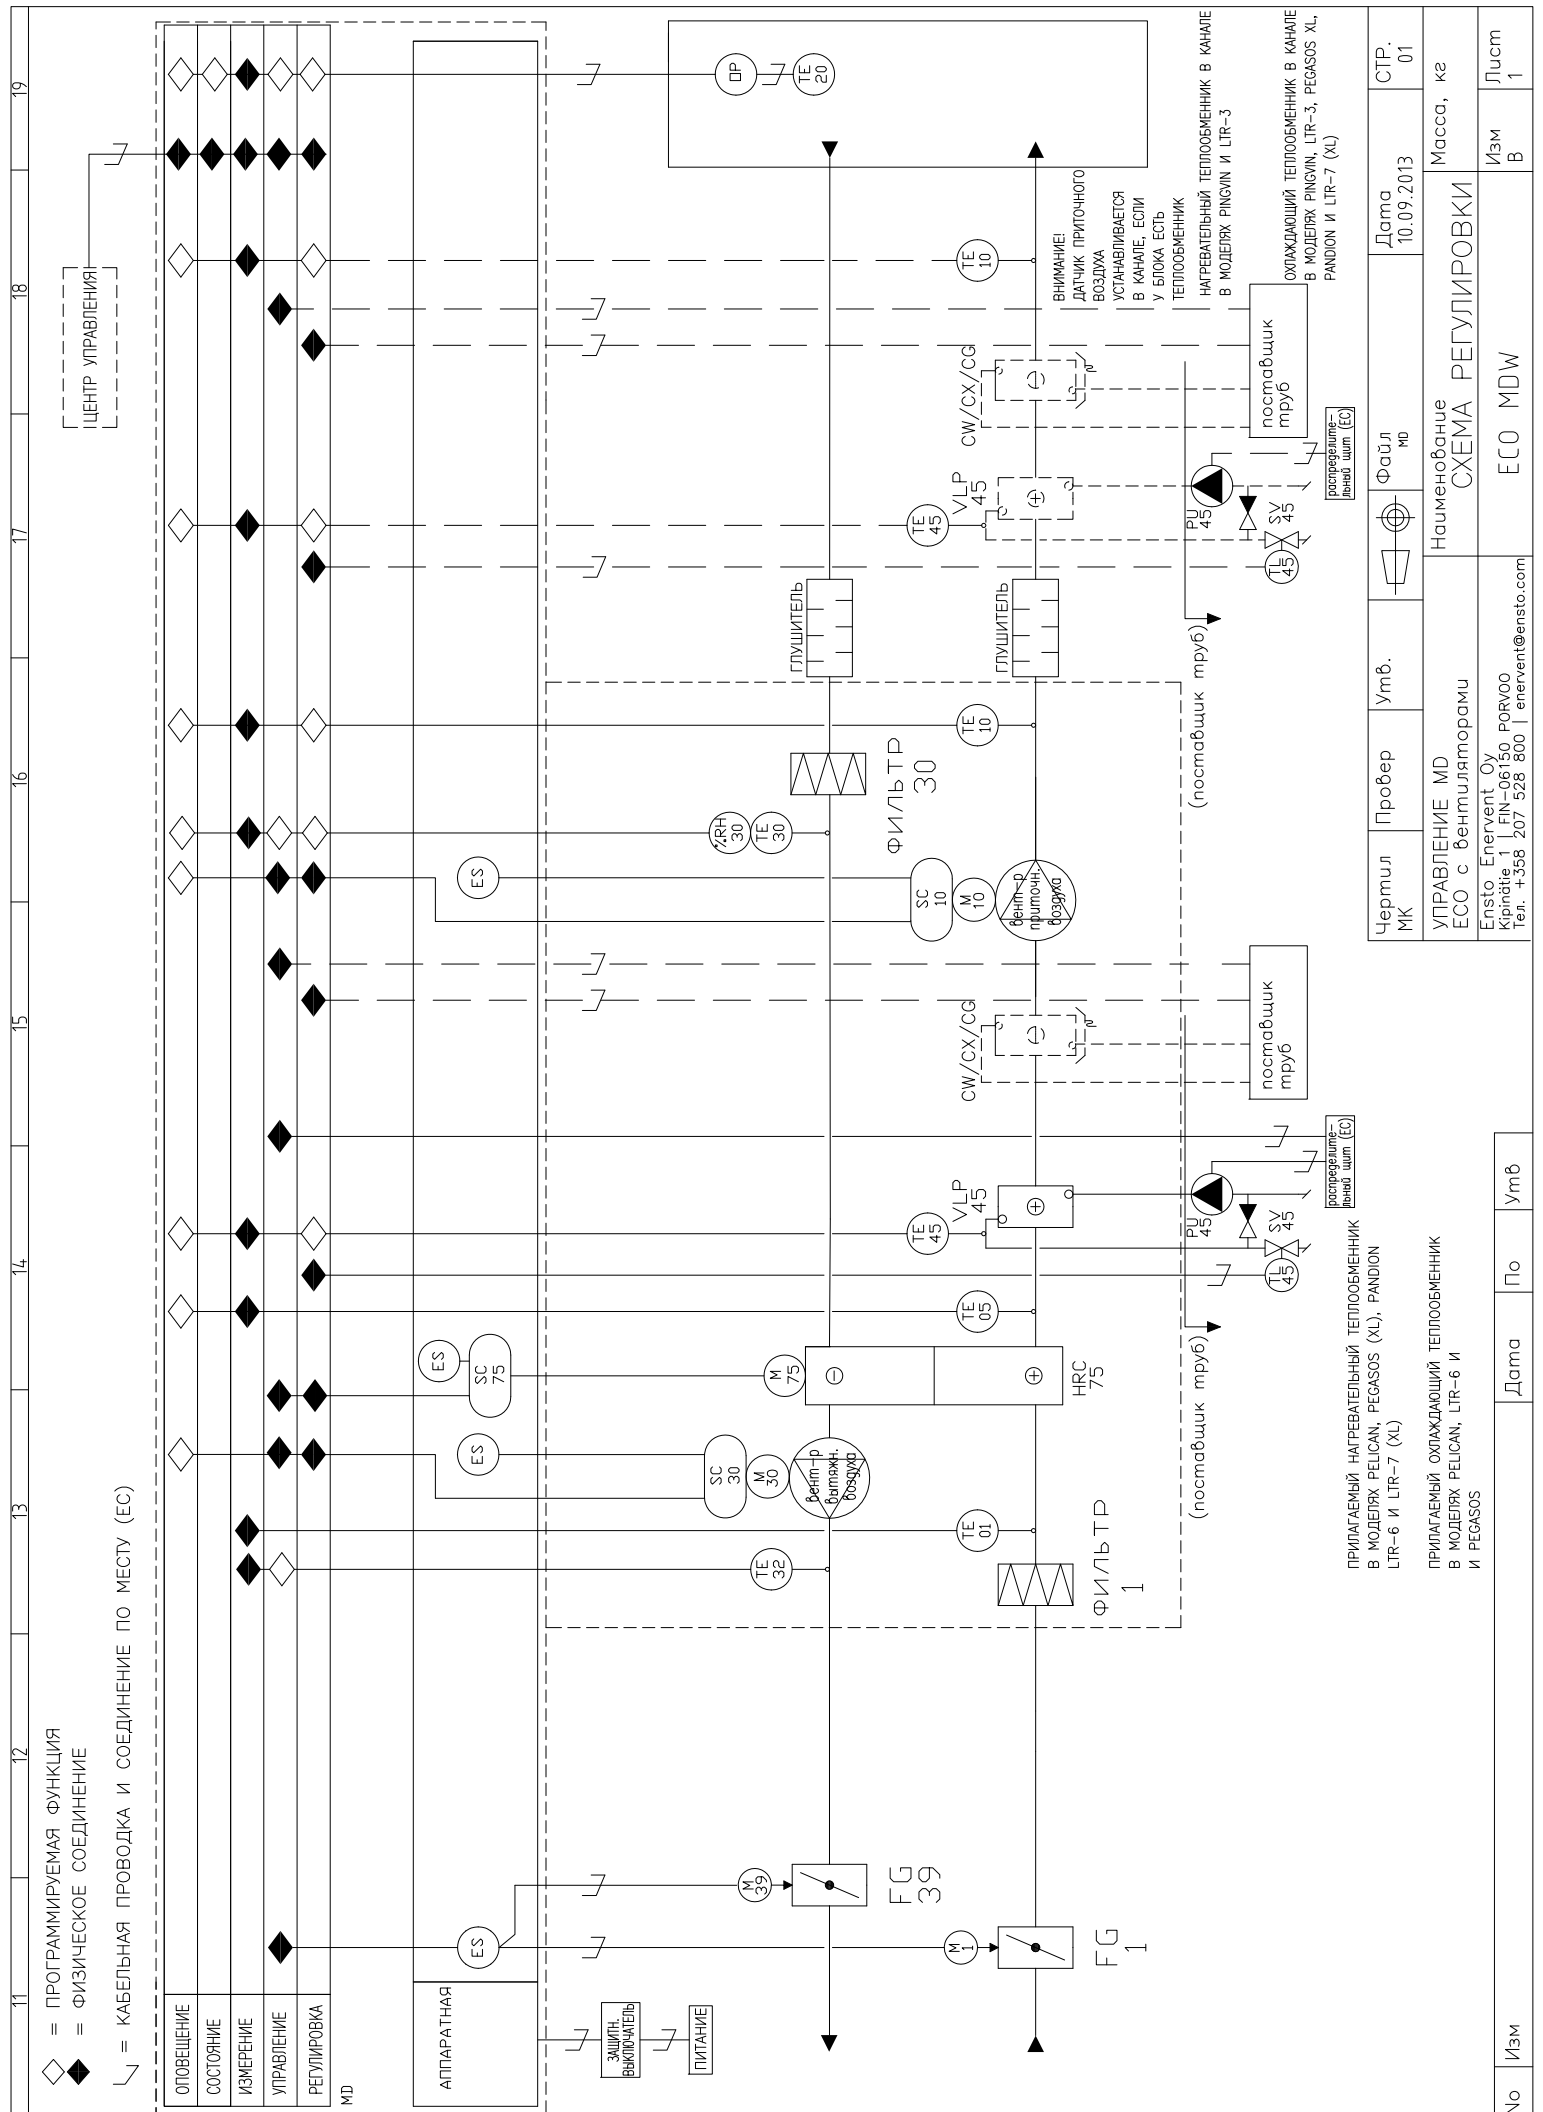 11
12
13
14
15
16
17
18
19
= ПРОГРАММИРУЕМАЯ ФУНКЦИЯ
= ФИЗИЧЕСКОЕ СОЕДИНЕНИЕ
= КАБЕЛЬНАЯ ПРОВОДКА И СОЕДИНЕНИЕ ПО МЕСТУ (EC)
ЦЕНТР УПРАВЛЕНИЯ
ОПОВЕЩЕНИЕ
СОСТОЯНИЕ
ИЗМЕРЕНИЕ
УПРАВЛЕНИЕ
РЕГУЛИРОВКА
MD
АППАРАТНАЯ
ЗАЩИТН.
ВЫКЛЮЧАТЕЛЬ
ПИТАНИЕ
ES
ES
ES
SC
75
ES
M
39
FG
39
M
1
FG
1
TE
32
TE
01
ФИЛЬТР
1
SC
30
M
30
вент-р
вытяжн.
воздуха
M
75
HRC
75
TE
05
TE
45
VLP
45
PU
45
SV
45
TL
45
распределите-
льный щит (EC)
(поставщик труб)
CW/CX/CG
поставщик
труб
SC
10
M
10
вент-р
приточн.
воздуха
%RH
30
TE
30
ФИЛЬТР
30
TE
10
ГЛУШИТЕЛЬ
ГЛУШИТЕЛЬ
(поставщик труб)
TE
45
VLP
45
PU
45
SV
45
TL
45
распределите-
льный щит (EC)
CW/CX/CG
поставщик
труб
TE
10
OP
TE
20
ВНИМАНИЕ!
ДАТЧИК ПРИТОЧНОГО
ВОЗДУХА
УСТАНАВЛИВАЕТСЯ
В КАНАЛЕ, ЕСЛИ
У БЛОКА ЕСТЬ
ТЕПЛООБМЕННИК
НАГРЕВАТЕЛЬНЫЙ ТЕПЛООБМЕННИК В КАНАЛЕ
В МОДЕЛЯХ PINGVIN И LTR-3
ОХЛАЖДАЮЩИЙ ТЕПЛООБМЕННИК В КАНАЛЕ
В МОДЕЛЯХ PINGVIN, LTR-3, PEGASOS XL,
PANDION И LTR-7 (XL)
ПРИЛАГАЕМЫЙ НАГРЕВАТЕЛЬНЫЙ ТЕПЛООБМЕННИК
В МОДЕЛЯХ PELICAN, PEGASOS (XL), PANDION
LTR-6 И LTR-7 (XL)
ПРИЛАГАЕМЫЙ ОХЛАЖДАЮЩИЙ ТЕПЛООБМЕННИК
В МОДЕЛЯХ PELICAN, LTR-6 И
И PEGASOS
Чертил
МК
Провер
Утв.
Файл
MD
Дата
10.09.2013
СТР.
01
УПРАВЛЕНИЕ MD
ECO с вентиляторами
Наименование
СХЕМА РЕГУЛИРОВКИ
Масса, кг
Ensto Enervent Oy
Kipinätie 1 | FIN-06150 PORVOO
Тел. +358 207 528 800 | enervent@ensto.com
ECO MDW
Изм
B
Лист
1
No
Изм
Дата
По
Утв